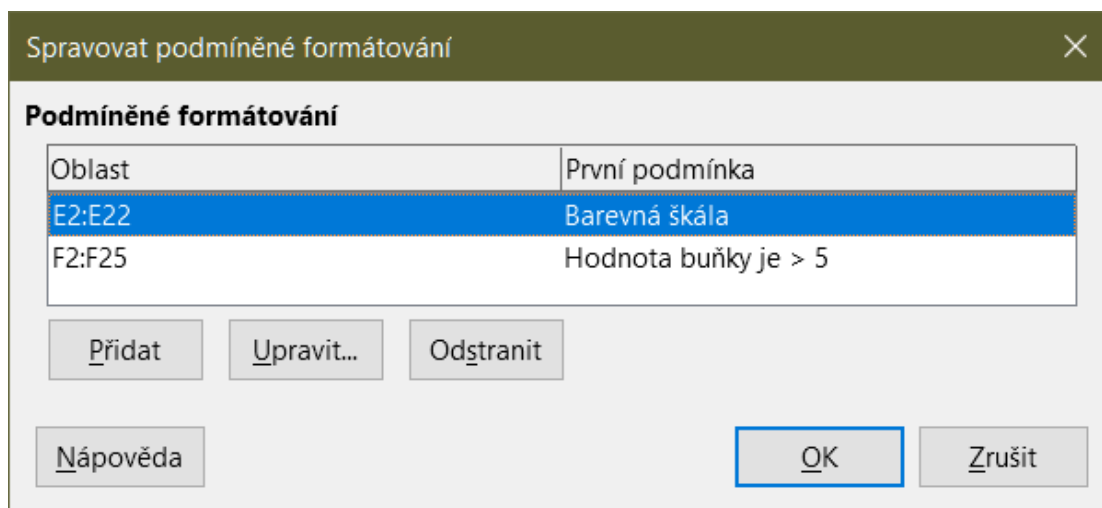 Spravovat podmíněné formátování
Podmíněné formátování
Oblast První podmínka
E2:E22 Barevná škála
F2:F25 Hodnota buňky je > 5
Přidat Upravit... Odstranit
Nápověda OK Zrušit